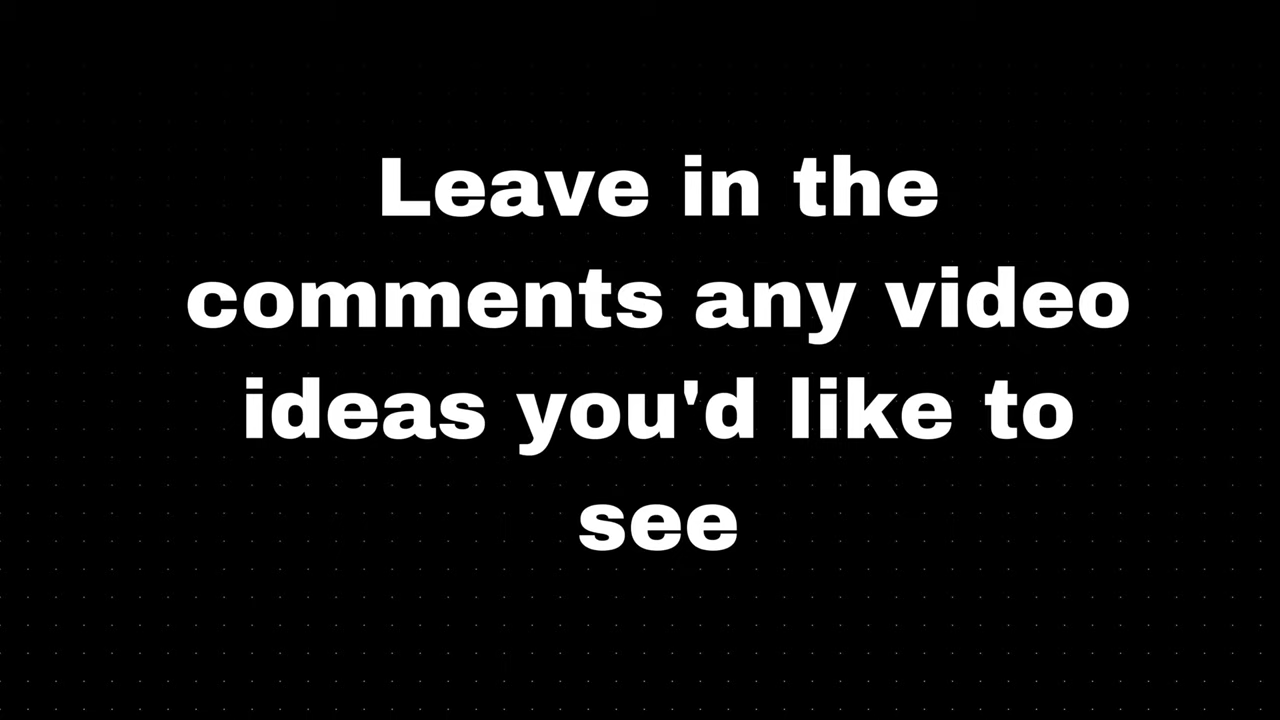 Leave in the
comments any video
ideas you'd like to
see